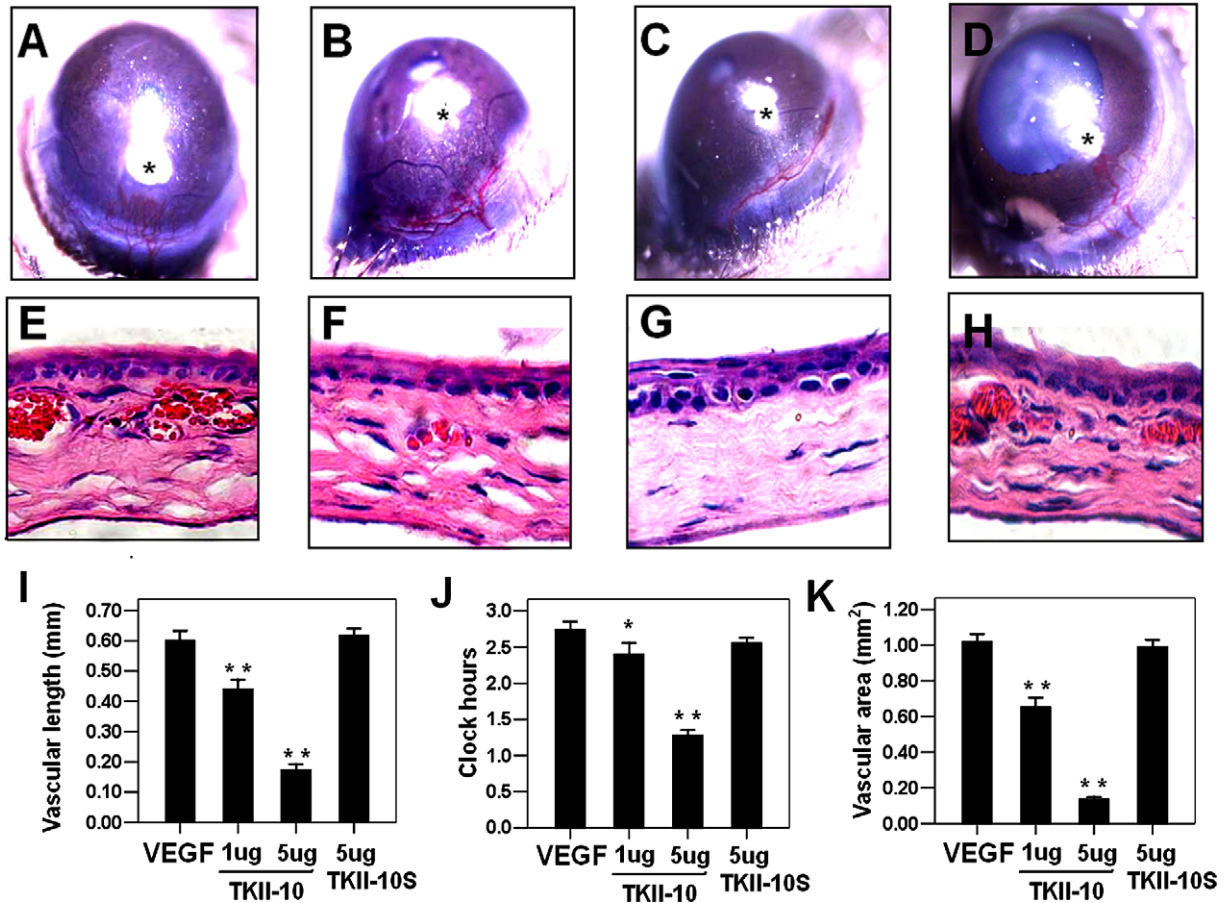 A B C D
* * * *
E F G H
I
Vascular length (mm)
0.70
0.60
0.50
0.40
0.30
0.20
0.10
0.00
**
**
VEGF 1ug 5ug 5ug
TKII-10 TKII-10S
J
Clock hours
3.0
2.5
2.0
1.5
1.0
0.5
0.0
*
**
VEGF 1ug 5ug 5ug
TKII-10 TKII-10S
K
Vascular area (mm²)
1.20
1.00
0.80
0.60
0.40
0.20
0.00
**
**
VEGF 1ug 5ug 5ug
TKII-10 TKII-10S